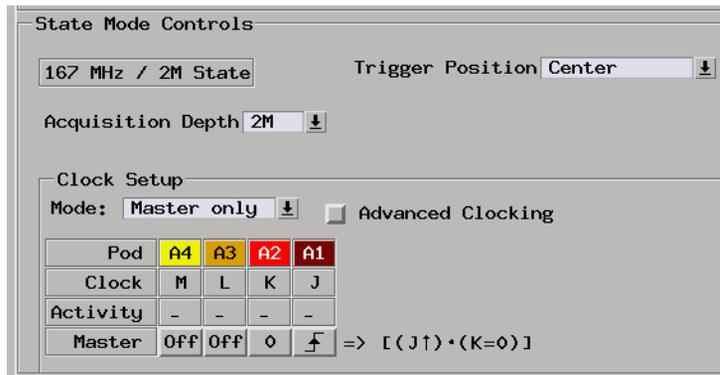 State Mode Controls
167 MHz / 2M State
Trigger Position Center
Acquisition Depth 2M
Clock Setup
Mode: Master only
Advanced Clocking
Pod A4 A3 A2 A1
Clock M L K J
Activity - - - -
Master Off Off 0 => [(J↑)·(K=0)]